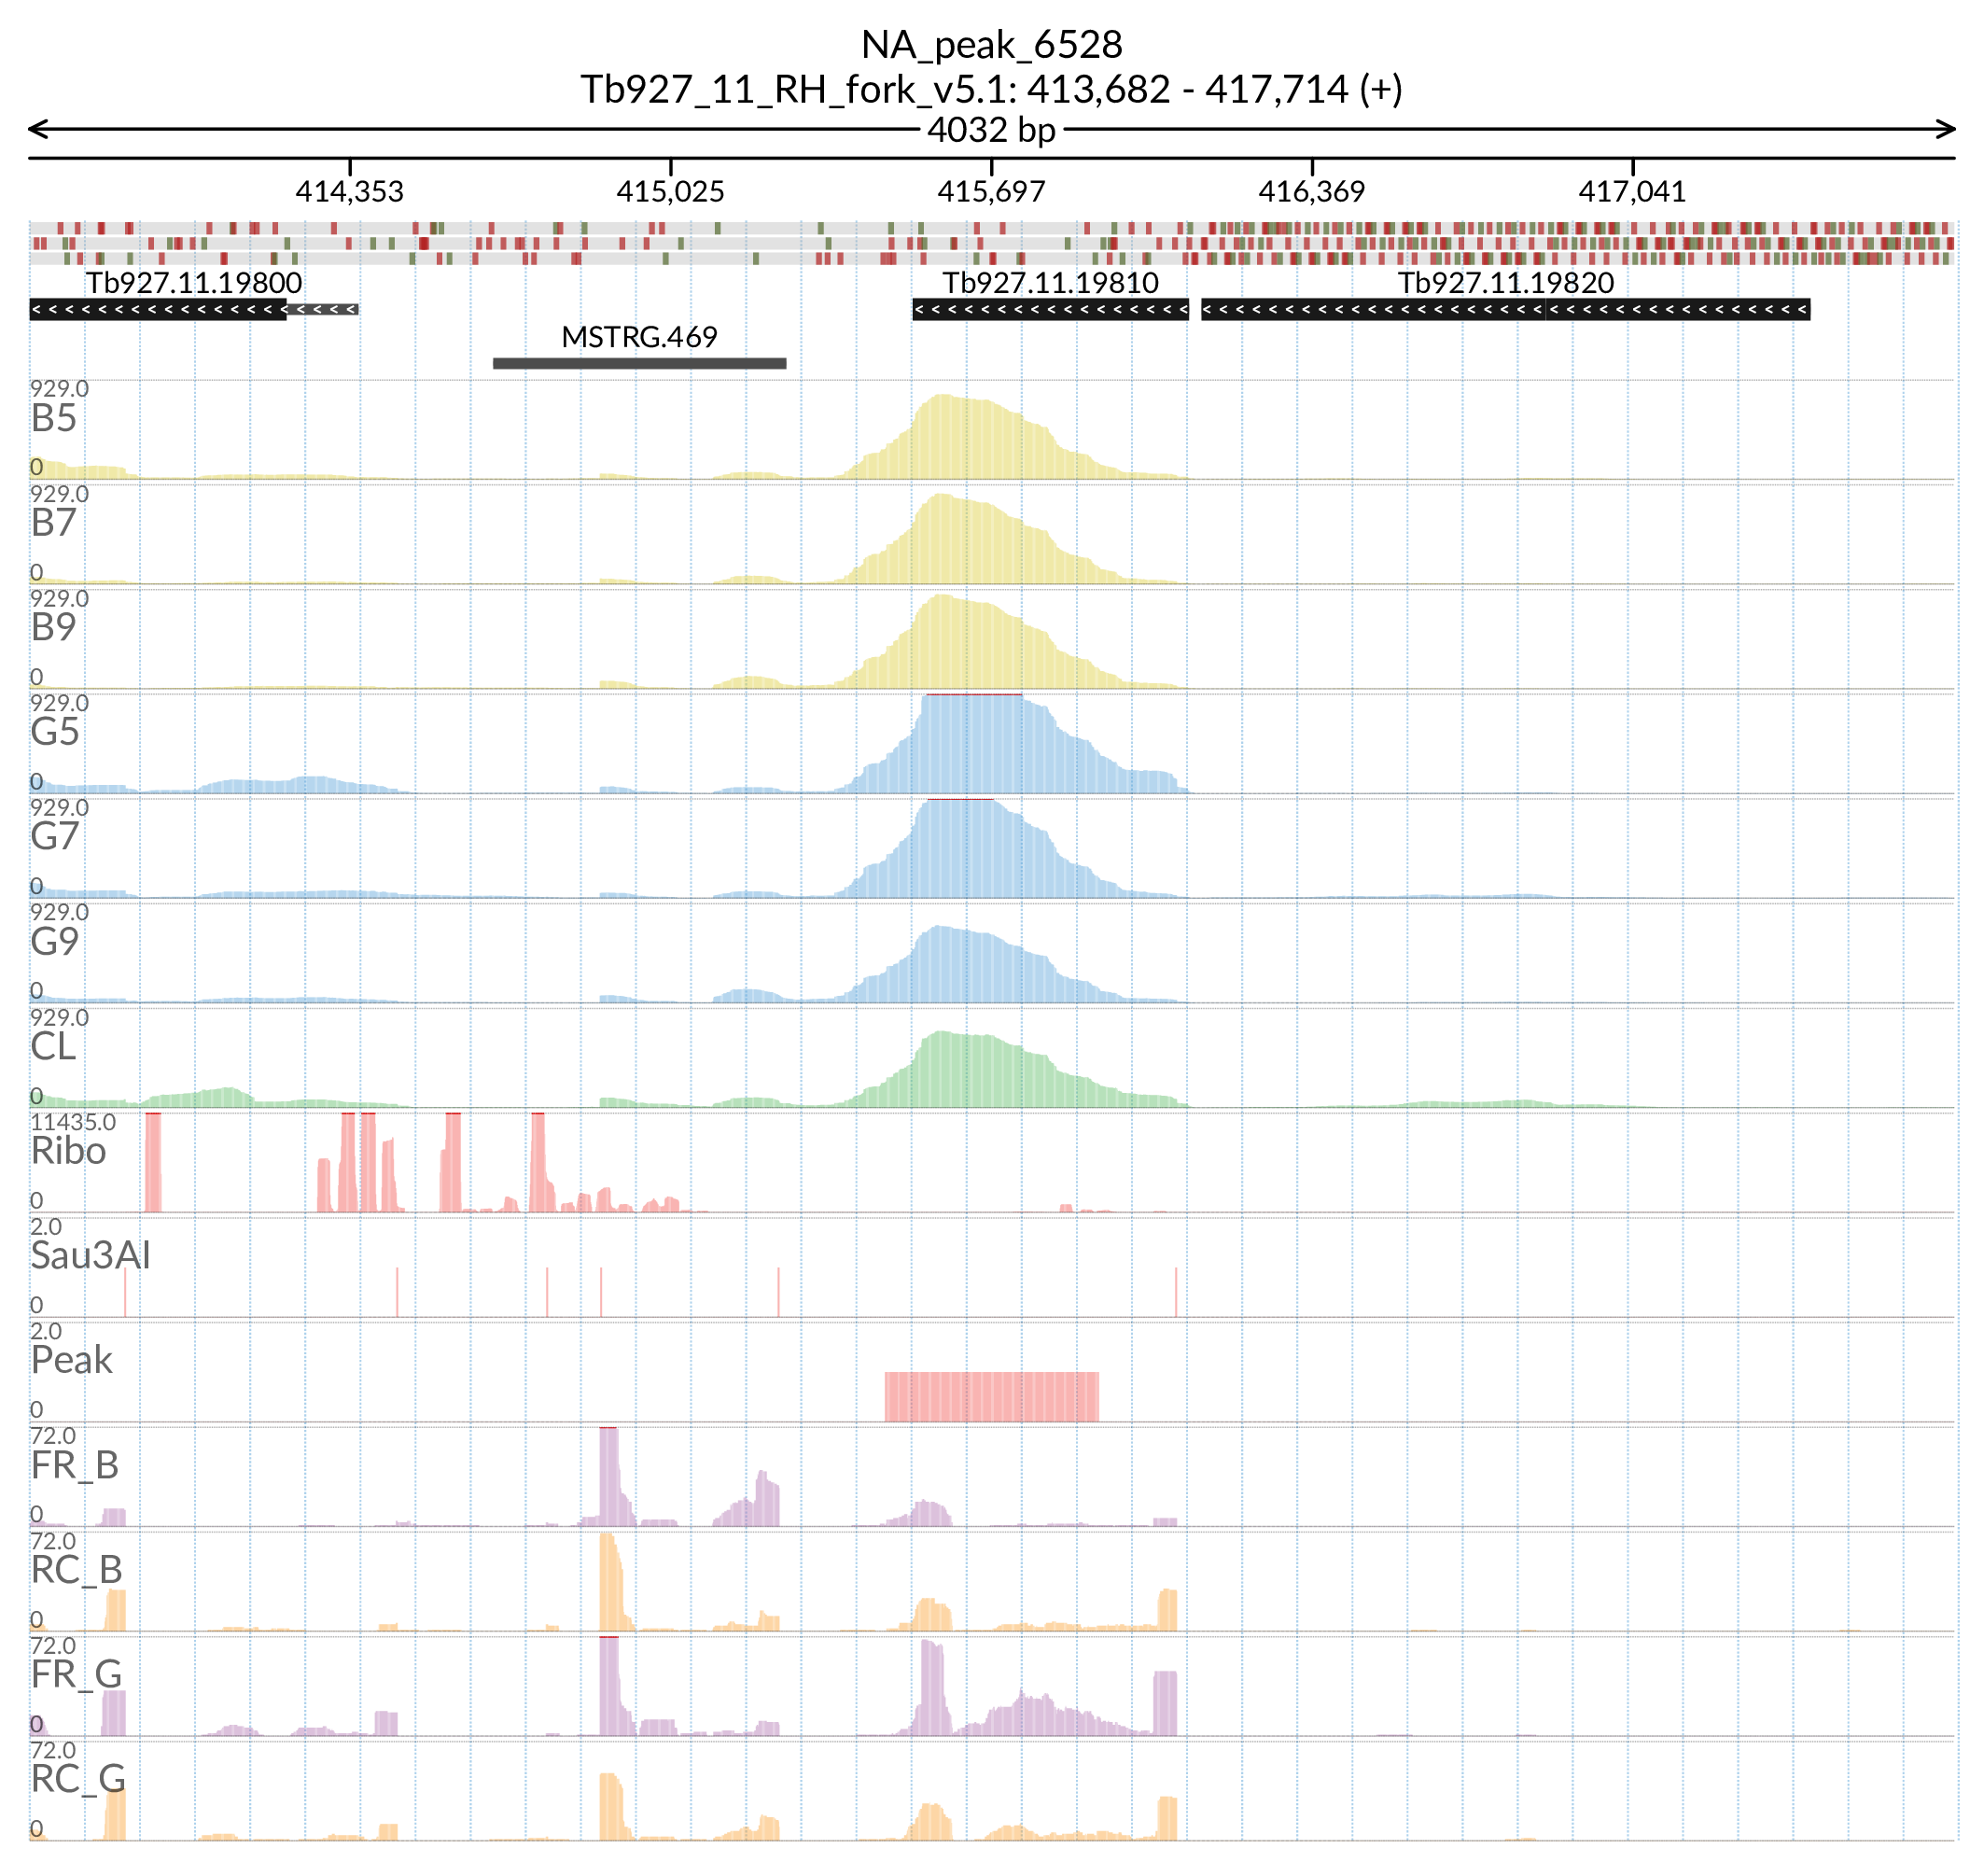 NA_peak_6528
Tb927_11_RH_fork_v5.1: 413,682 - 417,714 (+)
4032 bp
414,353 415,025 415,697 416,369 417,041
Tb927.11.19800 Tb927.11.19810 Tb927.11.19820
MSTRG.469
929.0
B5
0
929.0
B7
0
929.0
B9
0
929.0
G5
0
929.0
G7
0
929.0
G9
0
929.0
CL
0
11435.0
Ribo
0
2.0
Sau3AI
0
2.0
Peak
0
72.0
FR_B
0
72.0
RC_B
0
72.0
FR_G
0
72.0
RC_G
0